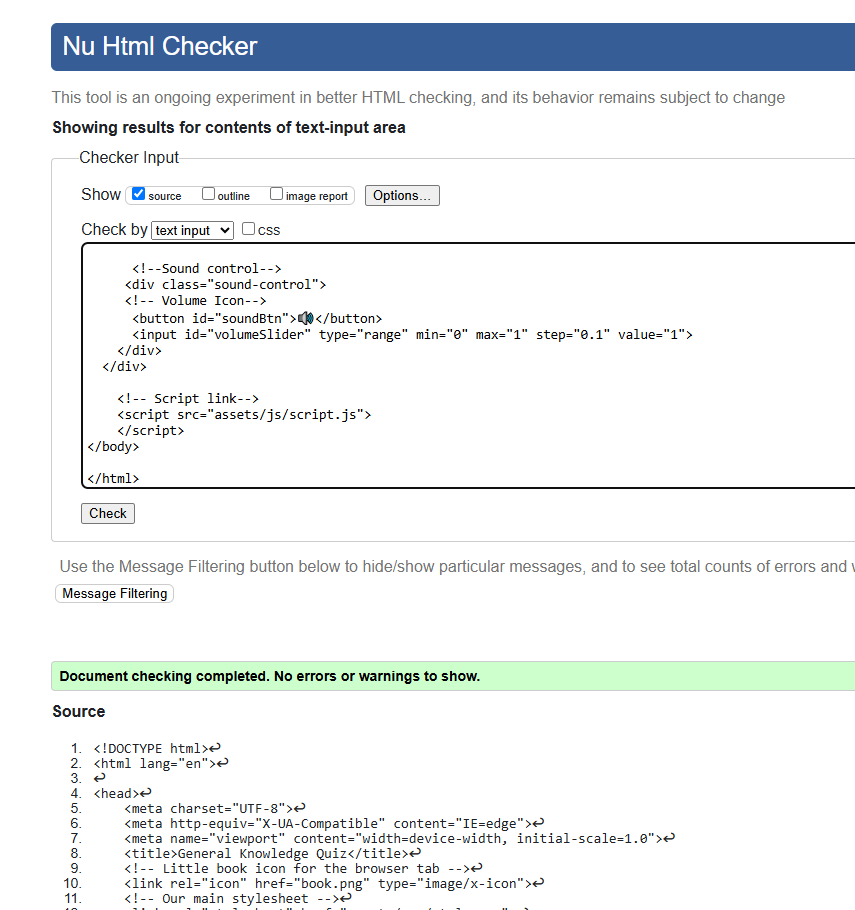 Nu Html Checker
This tool is an ongoing experiment in better HTML checking, and its behavior remains subject to change
Showing results for contents of text-input area
Checker Input
Show source outline image report Options...
Check by text input css
<!--Sound control-->
<div class="sound-control">
<!-- Volume Icon-->
<button id="soundBtn">🔊</button>
<input id="volumeSlider" type="range" min="0" max="1" step="0.1" value="1">
</div>
</div>
<!-- Script link-->
<script src="assets/js/script.js">
</script>
</body>
</html>
Check
Use the Message Filtering button below to hide/show particular messages, and to see total counts of errors and
Message Filtering
Document checking completed. No errors or warnings to show.
Source
1. <!DOCTYPE html>↩
2. <html lang="en">↩
3. ↩
4. <head>↩
5. <meta charset="UTF-8">↩
6. <meta http-equiv="X-UA-Compatible" content="IE=edge">↩
7. <meta name="viewport" content="width=device-width, initial-scale=1.0">↩
8. <title>General Knowledge Quiz</title>↩
9. <!-- Little book icon for the browser tab -->↩
10. <link rel="icon" href="book.png" type="image/x-icon">↩
11. <!-- Our main stylesheet -->↩